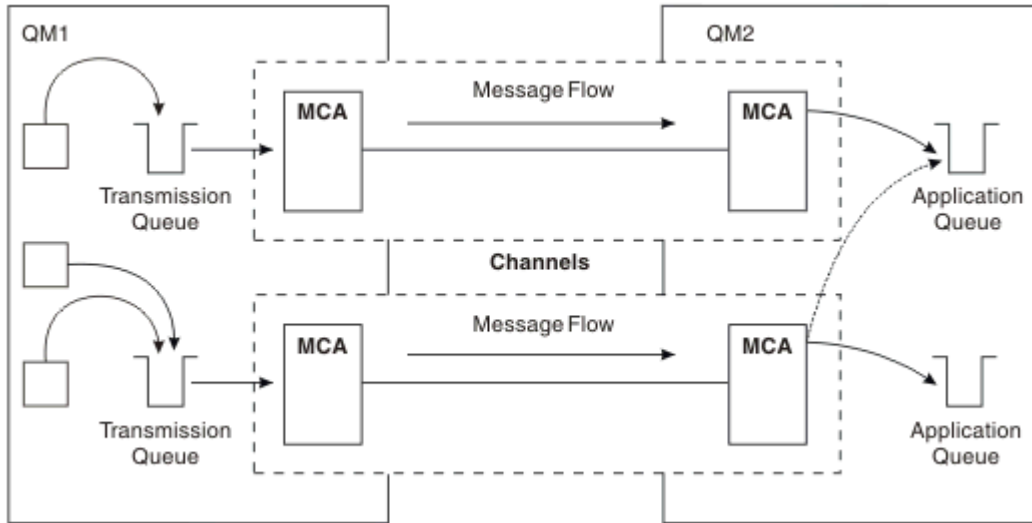 QM1
QM2
Message Flow
MCA
MCA
Transmission
Queue
Application
Queue
Channels
Message Flow
MCA
MCA
Transmission
Queue
Application
Queue